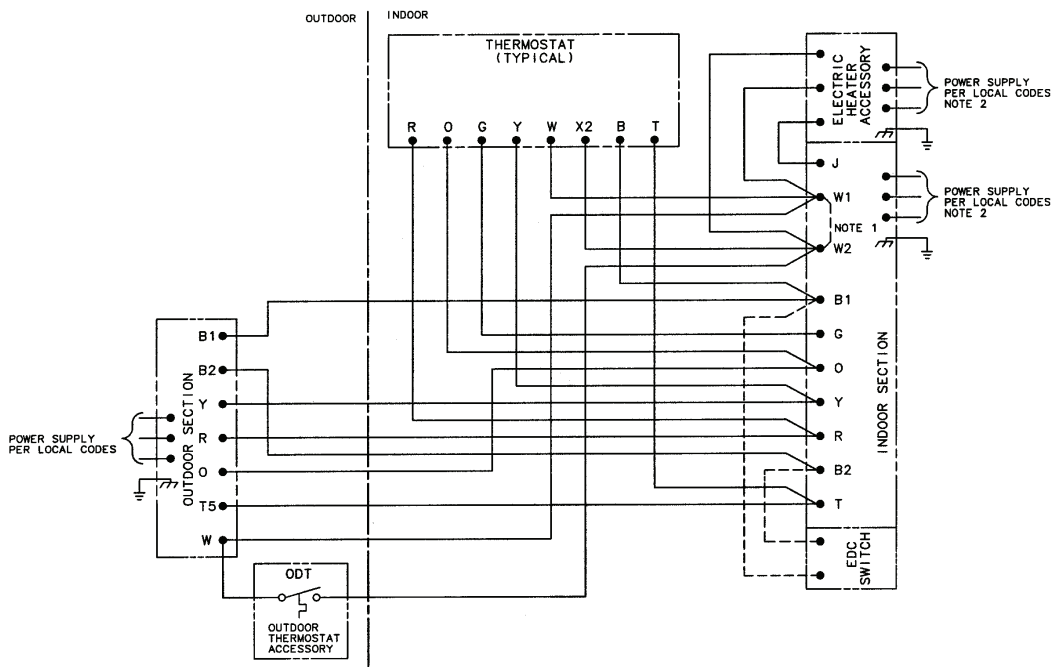 OUTDOOR
INDOOR
THERMOSTAT
(TYPICAL)
R O G Y W X2 B T
ELECTRIC
HEATER
ACCESSORY
POWER SUPPLY
PER LOCAL CODES
NOTE 2
J
W1
POWER SUPPLY
PER LOCAL CODES
NOTE 2
NOTE 1
W2
B1
G
O
Y
R
B2
T
INDOOR SECTION
EDC
SWITCH
B1
B2
Y
R
O
T5
W
OUTDOOR SECTION
POWER SUPPLY
PER LOCAL CODES
ODT
OUTDOOR
THERMOSTAT
ACCESSORY